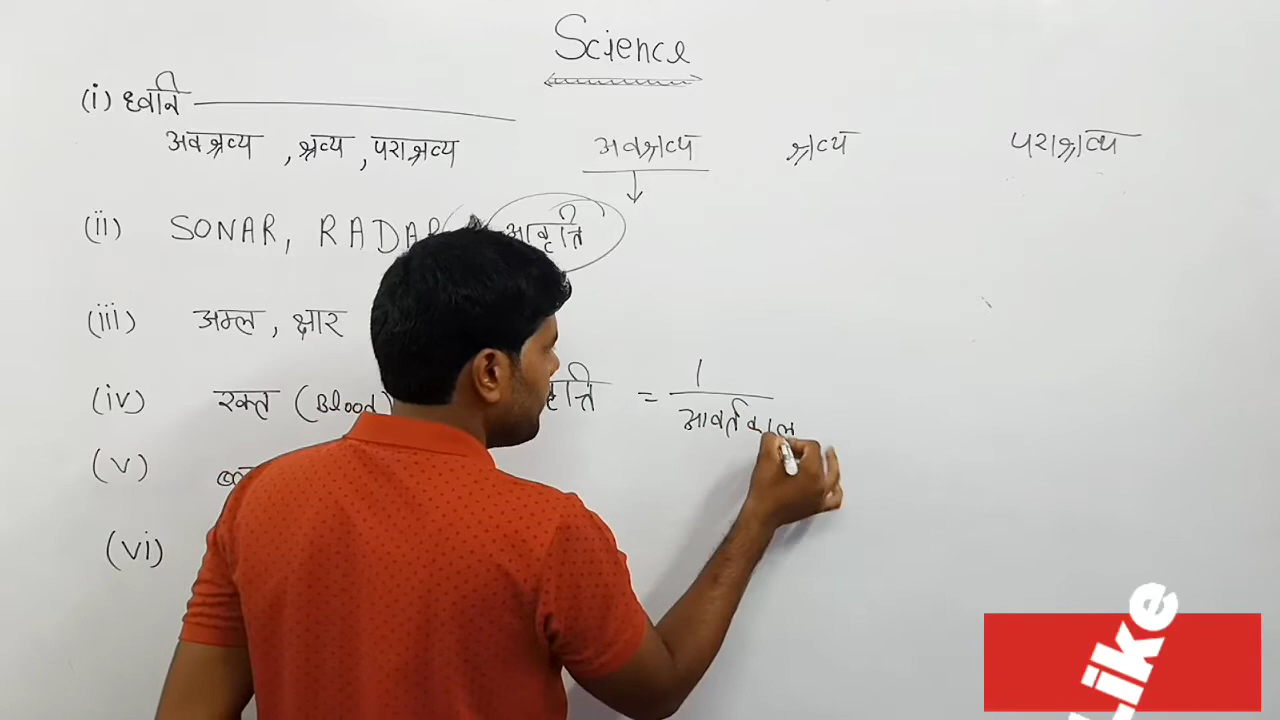 Science
(i) ध्वनि
अवश्रव्य , श्रव्य , पराश्रव्य
अवश्रव्य श्रव्य पराश्रव्य
(ii) SONAR, RADAR आवृत्ति
(iii) अम्ल , क्षार
(iv) रक्त (Blood)
= 1
आवर्तकाल
(v)
(vi)
Like